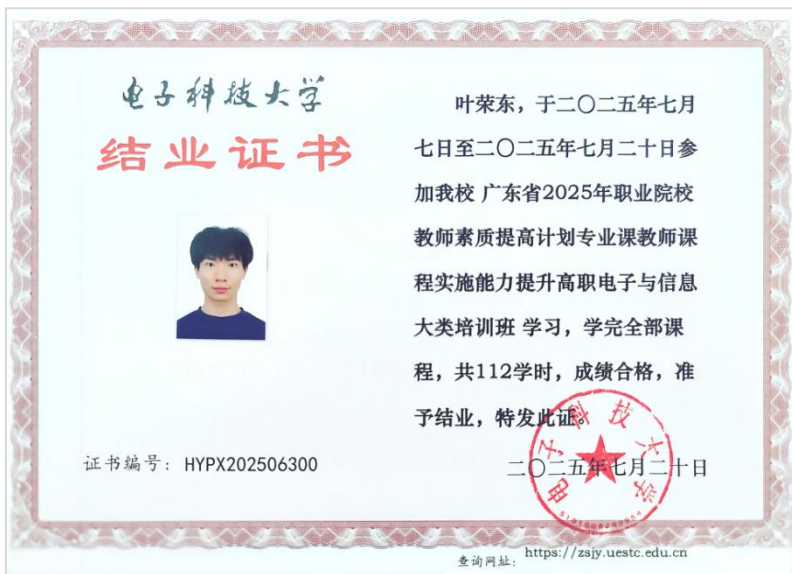 电子科技大学
结业证书
证书编号：HYPX202506300
叶荣东，于二〇二五年七月
七日至二〇二五年七月二十日参
加我校 广东省2025年职业院校
教师素质提高计划专业课教师课
程实施能力提升高职电子与信息
大类培训班 学习，学完全部课
程，共112学时，成绩合格，准
予结业，特发此证。
二〇二五年七月二十日
电子科技大学
查询网址：https://zsjy.uestc.edu.cn